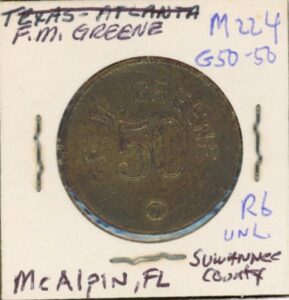 TEXAS-ATLANTA
F.M. GREENE
M224
G50-50
F.M. GREENE
50
R6
UNL.
McAlpin, FL
SUWANNEE
COUNTY